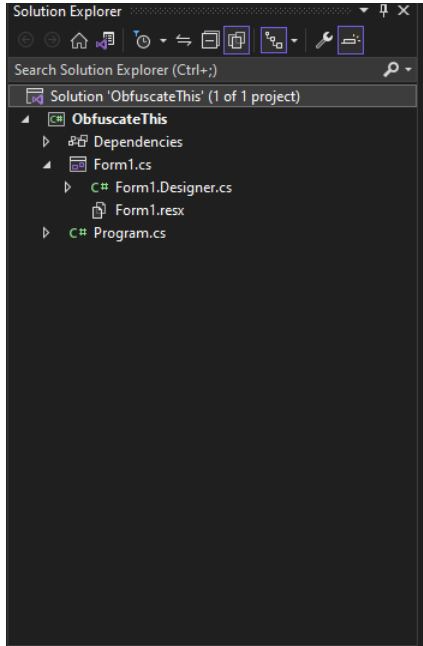 Solution Explorer
Search Solution Explorer (Ctrl+;)
Solution 'ObfuscateThis' (1 of 1 project)
C# ObfuscateThis
Dependencies
Form1.cs
C# Form1.Designer.cs
Form1.resx
C# Program.cs